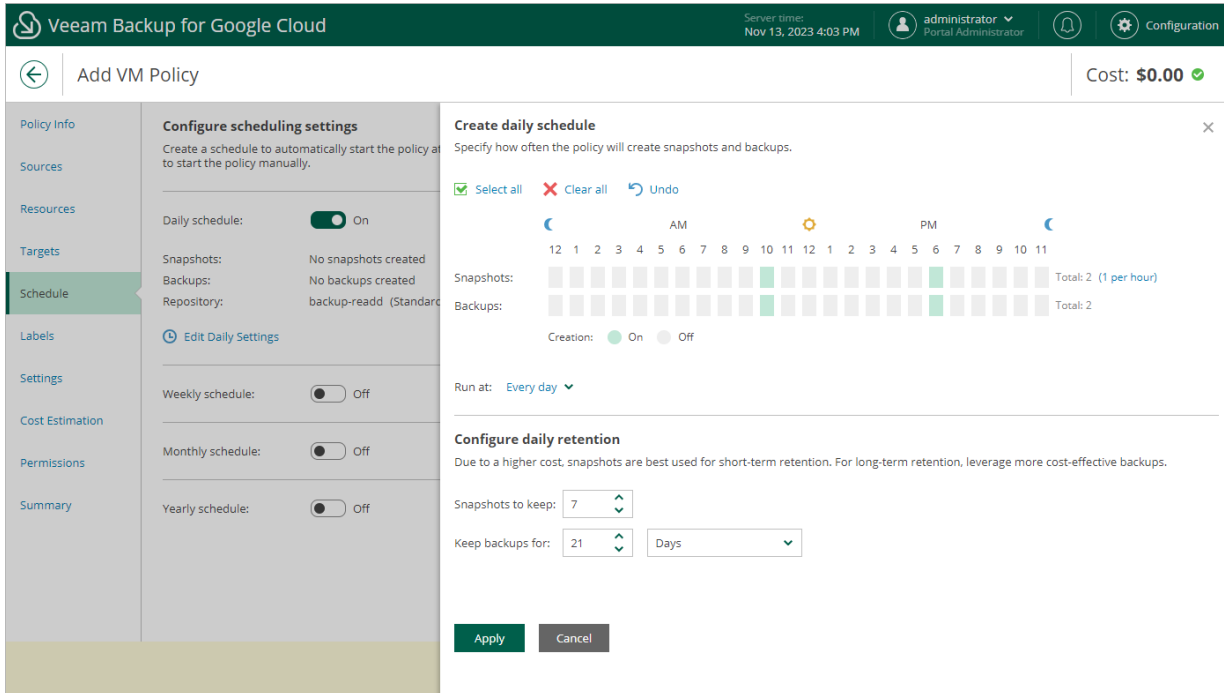 Veeam Backup for Google Cloud
Server time:
Nov 13, 2023 4:03 PM
administrator
Portal Administrator
Configuration
Add VM Policy
Cost: $0.00
Policy Info
Sources
Resources
Targets
Schedule
Labels
Settings
Cost Estimation
Permissions
Summary
Configure scheduling settings
Create a schedule to automatically start the policy at
to start the policy manually.
Daily schedule: On
Snapshots: No snapshots created
Backups: No backups created
Repository: backup-readd (Standard
Edit Daily Settings
Weekly schedule: Off
Monthly schedule: Off
Yearly schedule: Off
Create daily schedule
Specify how often the policy will create snapshots and backups.
Select all Clear all Undo
AM PM
12 1 2 3 4 5 6 7 8 9 10 11 12 1 2 3 4 5 6 7 8 9 10 11
Snapshots: Total: 2 (1 per hour)
Backups: Total: 2
Creation: On Off
Run at: Every day
Configure daily retention
Due to a higher cost, snapshots are best used for short-term retention. For long-term retention, leverage more cost-effective backups.
Snapshots to keep: 7
Keep backups for: 21 Days
Apply Cancel